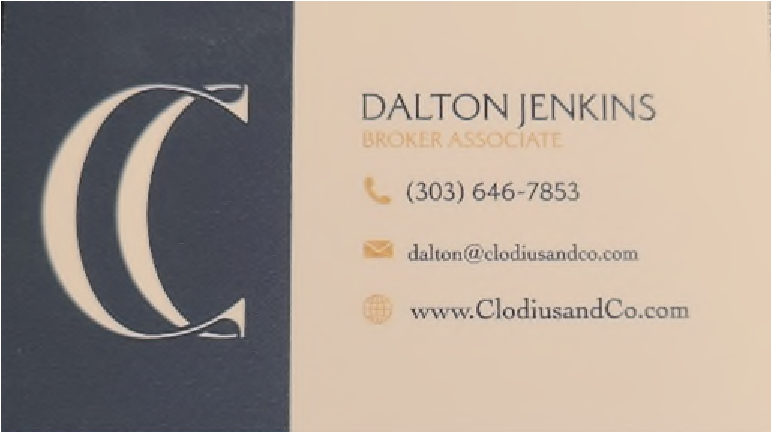 DALTON JENKINS
BROKER ASSOCIATE
(303) 646-7853
dalton@clodiusandco.com
www.ClodiusandCo.com